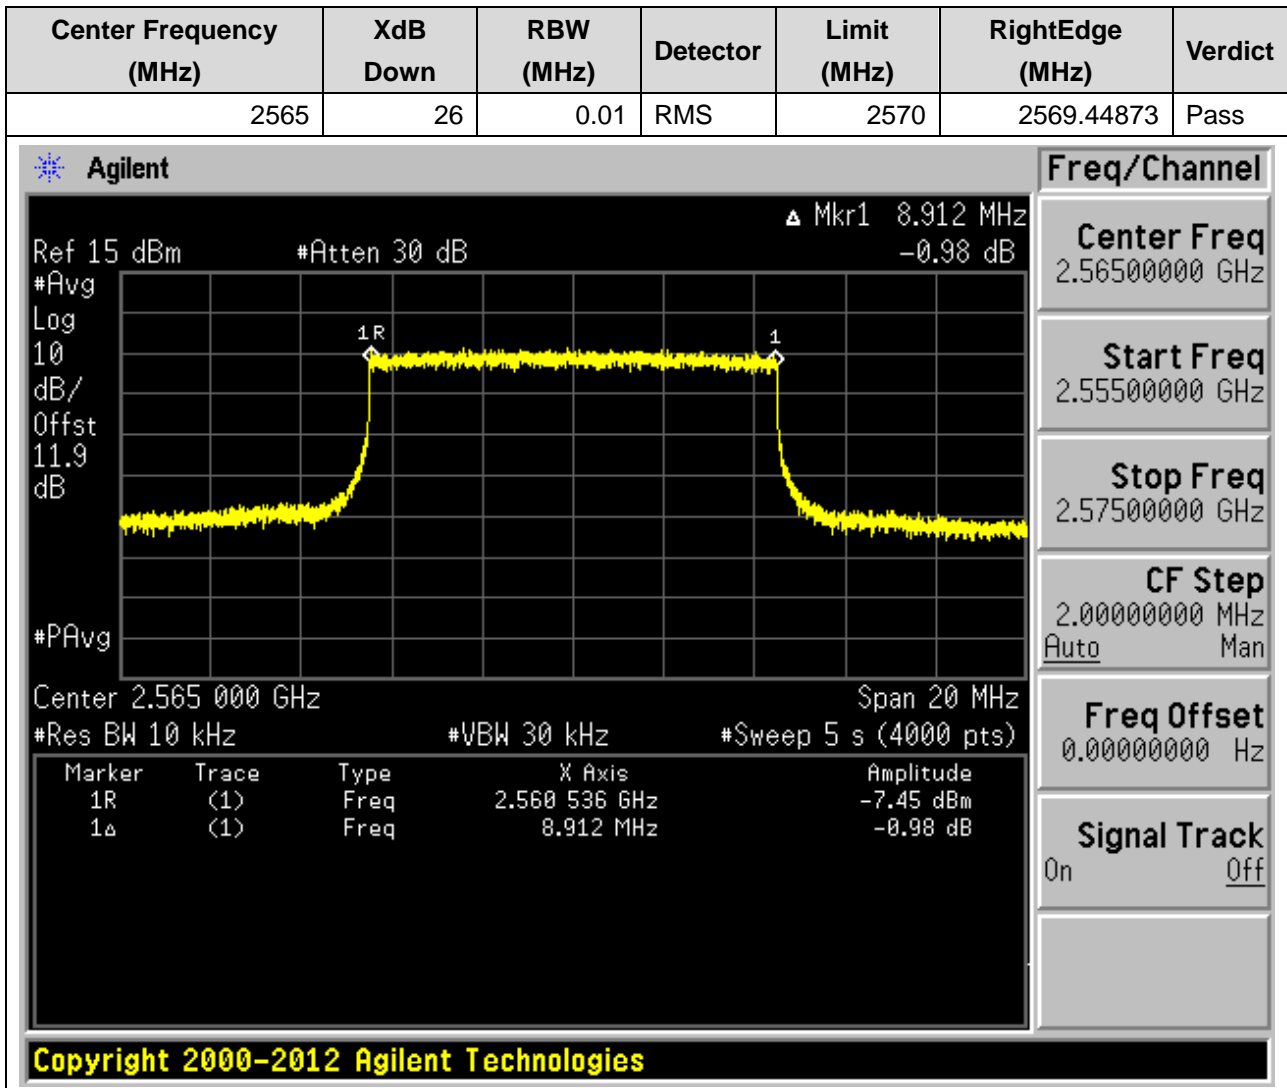 Center Frequency (MHz) XdB Down RBW (MHz) Detector Limit (MHz) RightEdge (MHz) Verdict
2565 26 0.01 RMS 2570 2569.44873 Pass
Agilent
Freq/Channel
Δ Mkr1 8.912 MHz
Ref 15 dBm #Atten 30 dB -0.98 dB
#Avg
Log
10
dB/
Offst
11.9
dB
#PAvg
1R
1
Center 2.565 000 GHz Span 20 MHz
#Res BW 10 kHz #VBW 30 kHz #Sweep 5 s (4000 pts)
Marker Trace Type X Axis Amplitude
1R (1) Freq 2.560 536 GHz -7.45 dBm
1Δ (1) Freq 8.912 MHz -0.98 dB
Center Freq
2.56500000 GHz
Start Freq
2.55500000 GHz
Stop Freq
2.57500000 GHz
CF Step
2.00000000 MHz
Auto Man
Freq Offset
0.00000000 Hz
Signal Track
On Off
Copyright 2000-2012 Agilent Technologies